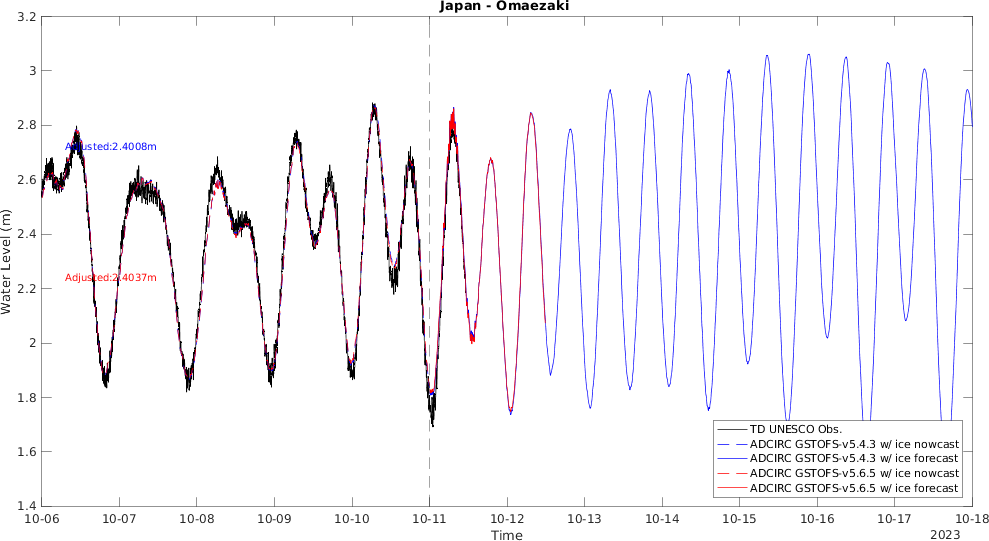 Japan - Omaezaki
3.2
3
2.8
2.6
2.4
2.2
2
1.8
1.6
1.4
Water Level (m)
Adjusted:2.4008m
Adjusted:2.4037m
TD UNESCO Obs.
ADCIRC GSTOFS-v5.4.3 w/ ice nowcast
ADCIRC GSTOFS-v5.4.3 w/ ice forecast
ADCIRC GSTOFS-v5.6.5 w/ ice nowcast
ADCIRC GSTOFS-v5.6.5 w/ ice forecast
10-06 10-07 10-08 10-09 10-10 10-11 10-12 10-13 10-14 10-15 10-16 10-17 10-18
Time
2023